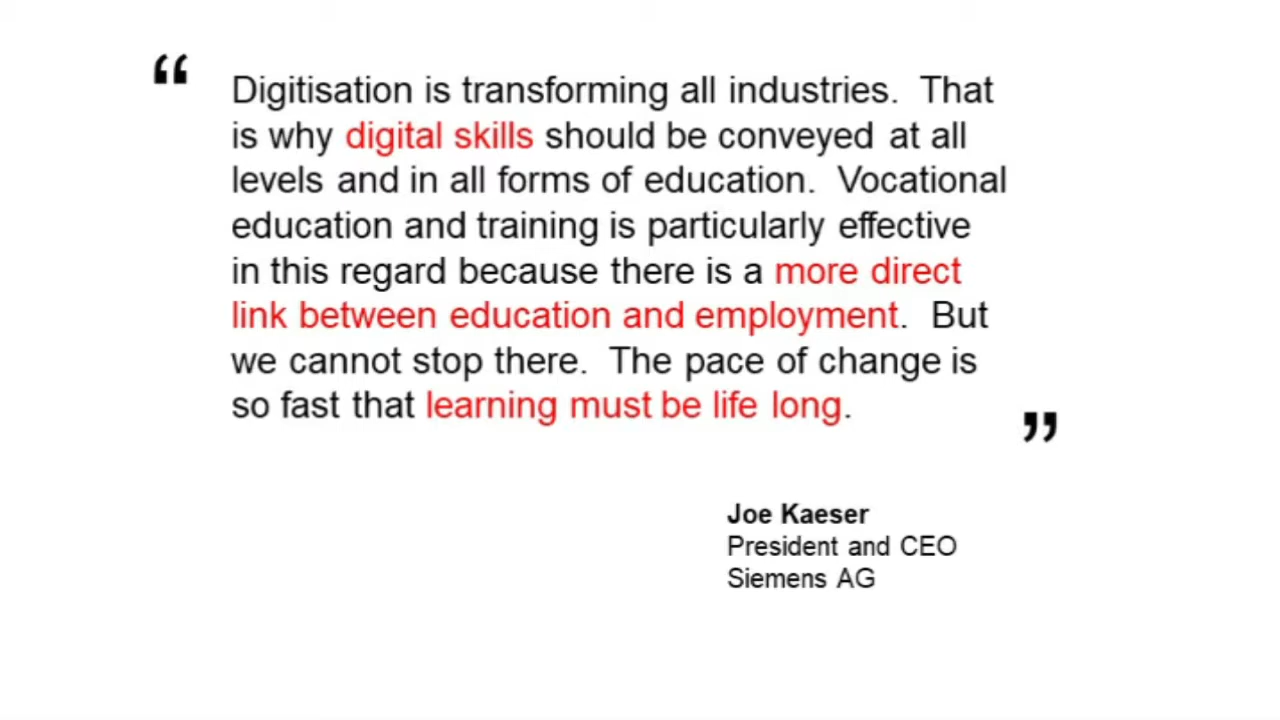 “
Digitisation is transforming all industries.  That
is why digital skills should be conveyed at all
levels and in all forms of education.  Vocational
education and training is particularly effective
in this regard because there is a more direct
link between education and employment.  But
we cannot stop there.  The pace of change is
so fast that learning must be life long.
”
Joe Kaeser
President and CEO
Siemens AG